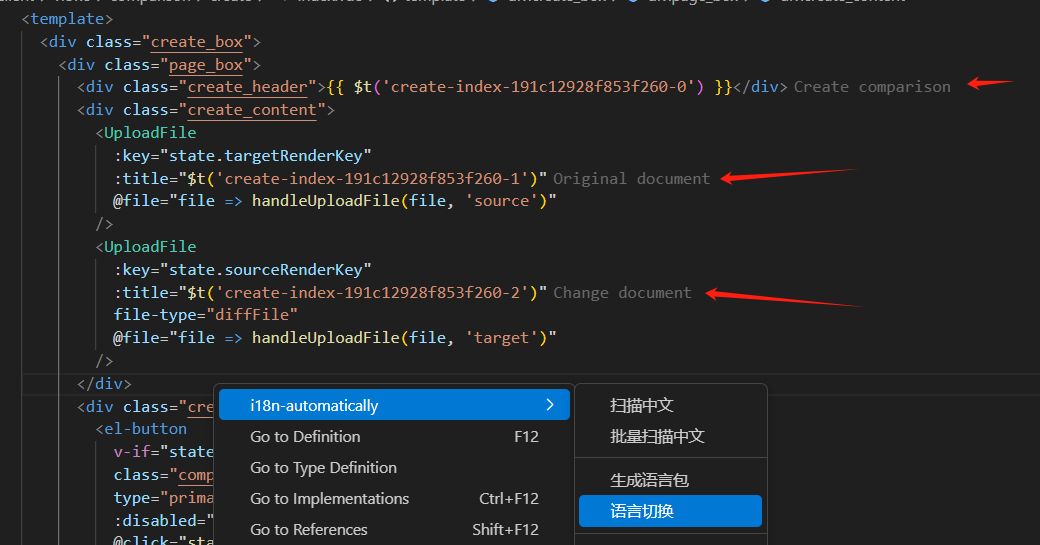 <template>
<div class="create_box">
<div class="page_box">
<div class="create_header">{{ $t('create-index-191c12928f853f260-0') }}</div> Create comparison
<div class="create_content">
<UploadFile
:key="state.targetRenderKey"
:title="$t('create-index-191c12928f853f260-1')" Original document
@file="file => handleUploadFile(file, 'source')"
/>
<UploadFile
:key="state.sourceRenderKey"
:title="$t('create-index-191c12928f853f260-2')" Change document
file-type="diffFile"
@file="file => handleUploadFile(file, 'target')"
/>
</div>
<div class="cre
i18n-automatically
扫描中文
<el-button
Go to Definition F12
批量扫描中文
v-if="state
Go to Type Definition
class="comp
生成语言包
type="prima
Go to Implementations Ctrl+F12
语言切换
:disabled="
Go to References Shift+F12
@click="sta